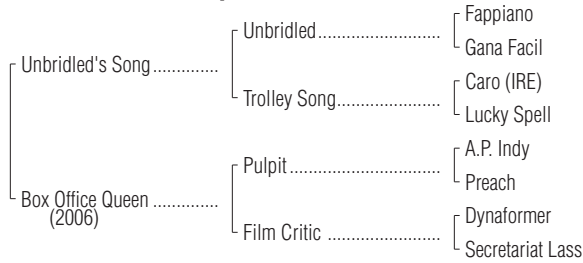 Fappiano
Unbridled
Gana Facil
Unbridled's Song
Caro (IRE)
Trolley Song
Lucky Spell
A.P. Indy
Pulpit
Preach
Box Office Queen
(2006)
Dynaformer
Film Critic
Secretariat Lass